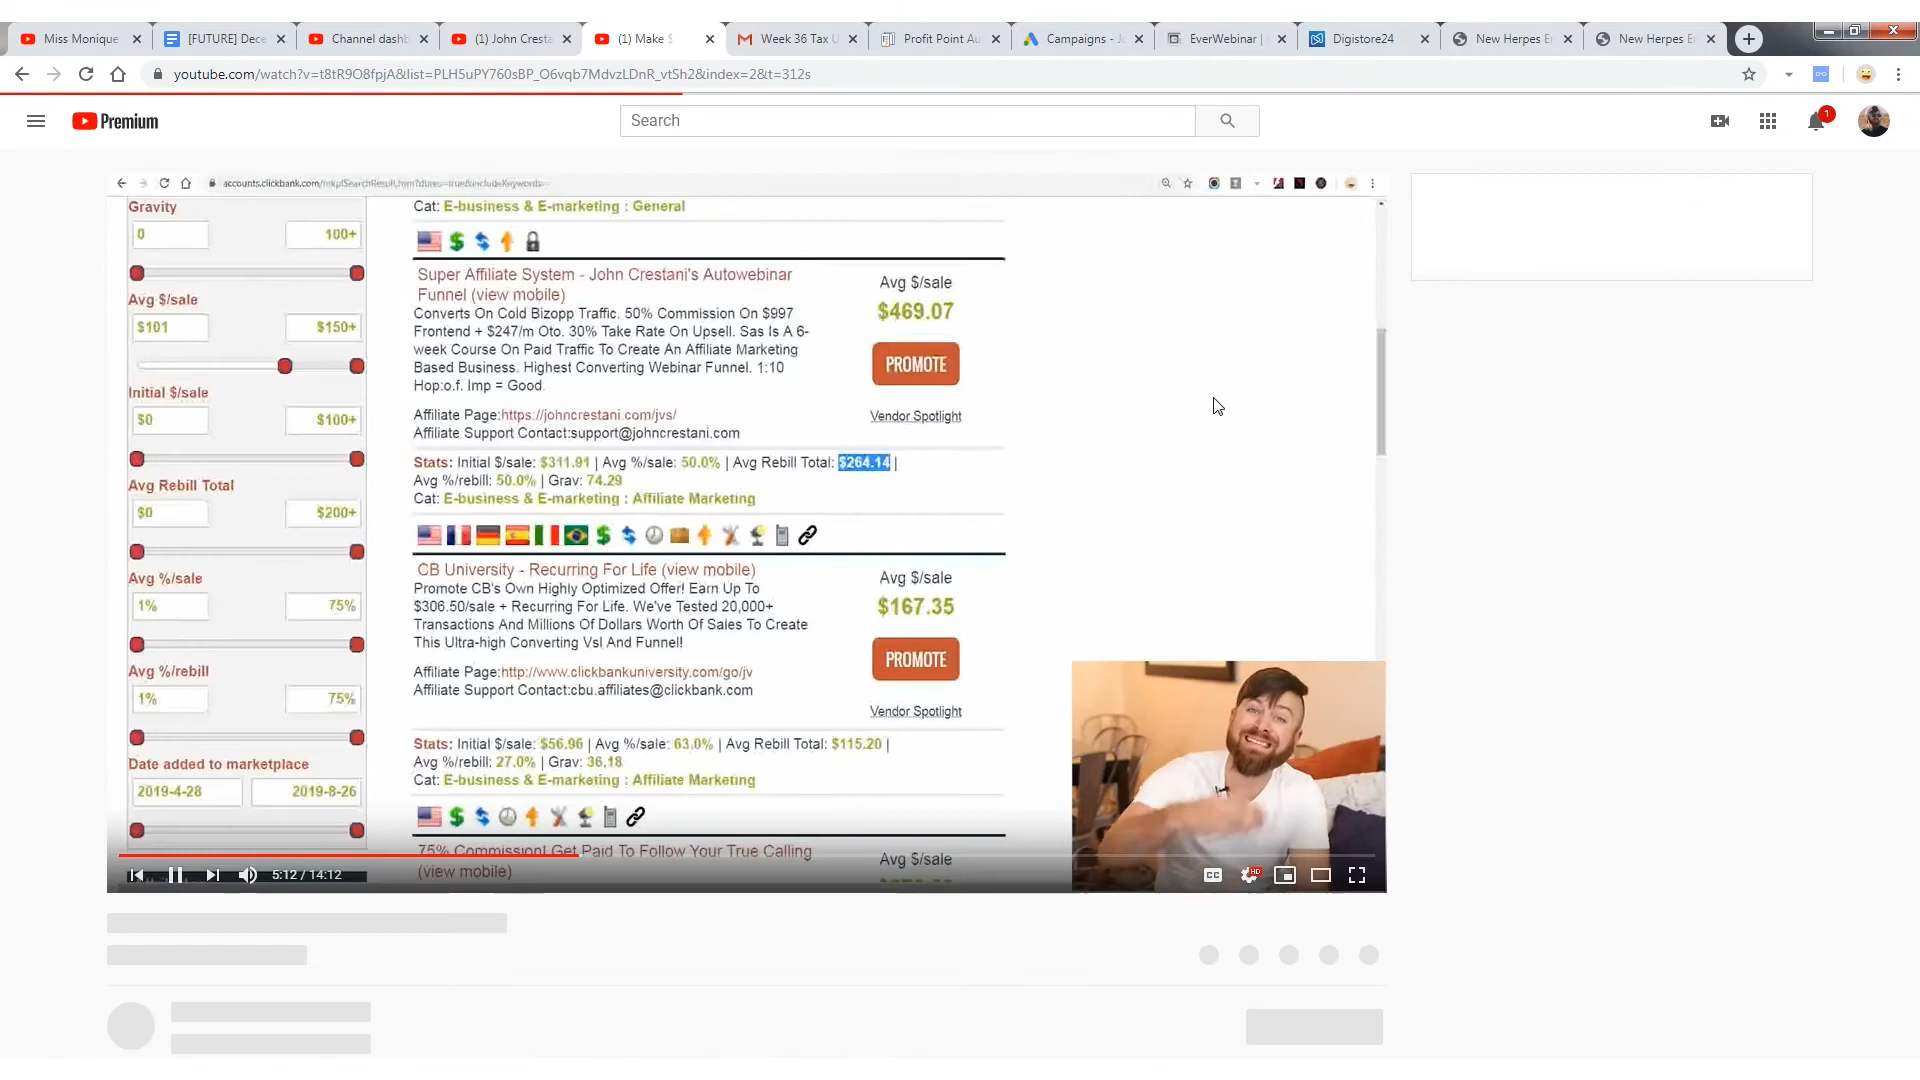 Miss Monique
[FUTURE] Dece
Channel dashb
(1) John Cresta
(1) Make $
Week 36 Tax U
Profit Point Au
Campaigns - J
EverWebinar |
Digistore24
New Herpes E
New Herpes E
youtube.com/watch?v=t8tR9O8fpjA&list=PLH5uPY760sBP_O6vqb7MdvzLDnR_vtSh2&index=2&t=312s
Premium
Search
1
accounts.clickbank.com/mkplSearchResult.htm?dores=true&includeKeywords=
Gravity
0 100+
Avg $/sale
$101 $150+
Initial $/sale
$0 $100+
Avg Rebill Total
$0 $200+
Avg %/sale
1% 75%
Avg %/rebill
1% 75%
Date added to marketplace
2019-4-28 2019-8-26
Cat: E-business & E-marketing : General
Super Affiliate System - John Crestani's Autowebinar
Funnel (view mobile)
Converts On Cold Bizopp Traffic. 50% Commission On $997
Frontend + $247/m Oto. 30% Take Rate On Upsell. Sas Is A 6-
week Course On Paid Traffic To Create An Affiliate Marketing
Based Business. Highest Converting Webinar Funnel. 1:10
Hop:o.f. Imp = Good.
Avg $/sale
$469.07
PROMOTE
Vendor Spotlight
Affiliate Page:https://johncrestani.com/jvs/
Affiliate Support Contact:support@johncrestani.com
Stats: Initial $/sale: $311.91 | Avg %/sale: 50.0% | Avg Rebill Total: $264.14 |
Avg %/rebill: 50.0% | Grav: 74.29
Cat: E-business & E-marketing : Affiliate Marketing
CB University - Recurring For Life (view mobile)
Promote CB's Own Highly Optimized Offer! Earn Up To
$306.50/sale + Recurring For Life. We've Tested 20,000+
Transactions And Millions Of Dollars Worth Of Sales To Create
This Ultra-high Converting Vsl And Funnel!
Avg $/sale
$167.35
PROMOTE
Vendor Spotlight
Affiliate Page:http://www.clickbankuniversity.com/go/jv
Affiliate Support Contact:cbu.affiliates@clickbank.com
Stats: Initial $/sale: $56.96 | Avg %/sale: 63.0% | Avg Rebill Total: $115.20 |
Avg %/rebill: 27.0% | Grav: 36.18
Cat: E-business & E-marketing : Affiliate Marketing
75% Commission! Get Paid To Follow Your True Calling
(view mobile)
Avg $/sale
5:12 / 14:12
CC
HD